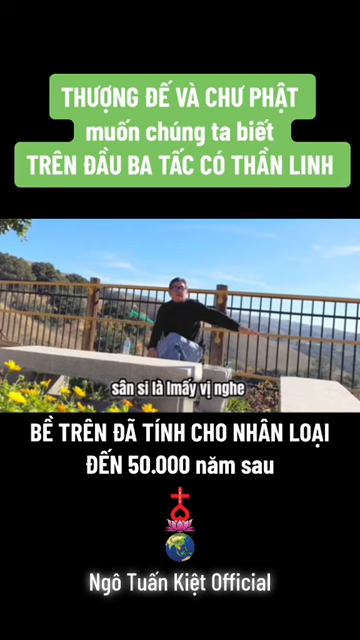 THƯỢNG ĐẾ VÀ CHƯ PHẬT
muốn chúng ta biết
TRÊN ĐẦU BA TẤC CÓ THẦN LINH
sân si là lmấy vị nghe
BỀ TRÊN ĐÃ TÍNH CHO NHÂN LOẠI
ĐẾN 50.000 năm sau
Ngô Tuấn Kiệt Official